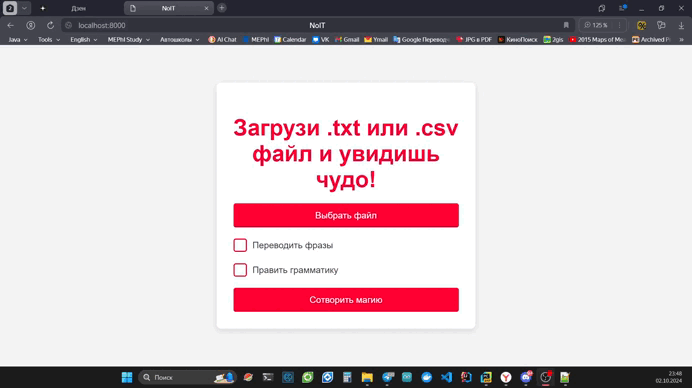 Дзен
NoIT
localhost:8000
NoIT
125 %
Java
Tools
English
MEPhI Study
Автошколы
AI Chat
MEPhI
Calendar
VK
Gmail
Ymail
Google Переводч
JPG в PDF
КиноПоиск
2gis
2015 Maps of Mou
Archived P
Загрузи .txt или .csv
файл и увидишь
чудо!
Выбрать файл
Переводить фразы
Править грамматику
Сотворить магию
Поиск
23:48
02.10.2024